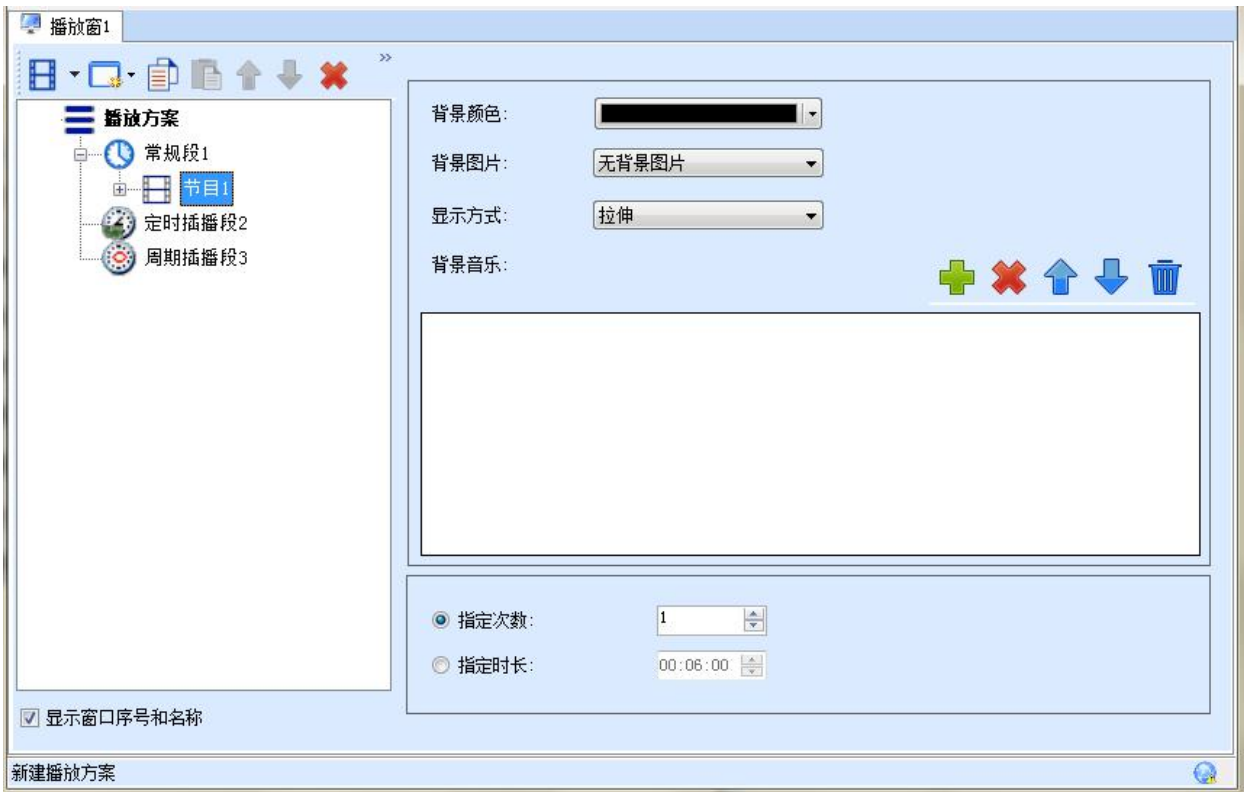 播放窗1
»
播放方案
常规段1
节目1
定时插播段2
周期插播段3
显示窗口序号和名称
背景颜色:
背景图片: 无背景图片
显示方式: 拉伸
背景音乐:
指定次数: 1
指定时长: 00:06:00
新建播放方案